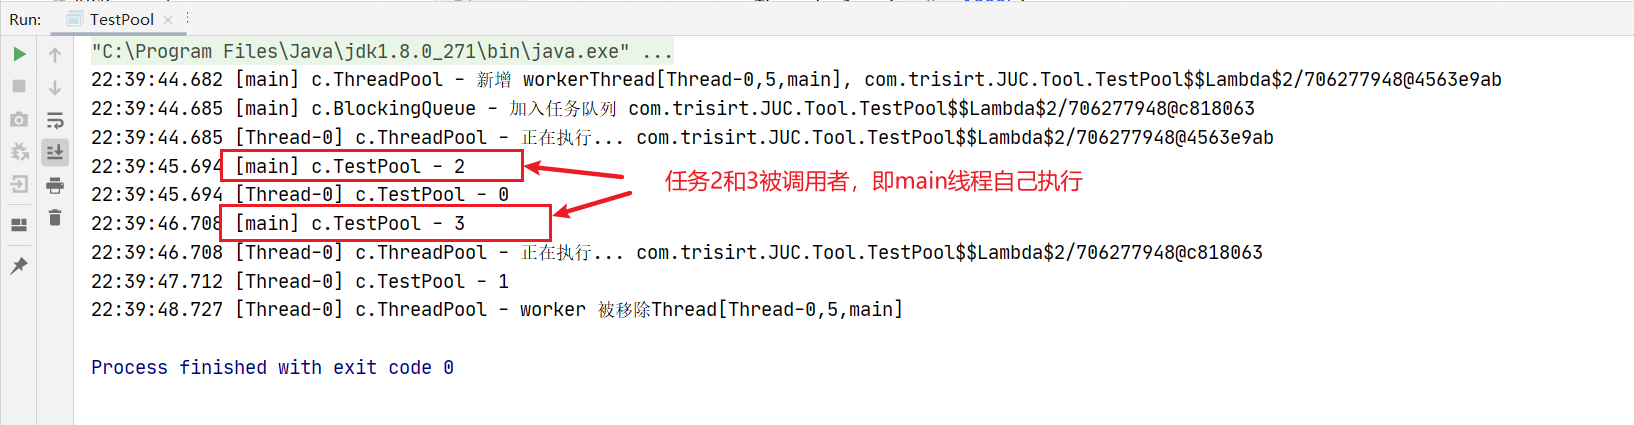 Run: TestPool
"C:\Program Files\Java\jdk1.8.0_271\bin\java.exe" ...
22:39:44.682 [main] c.ThreadPool - 新增 workerThread[Thread-0,5,main], com.trisirt.JUC.Tool.TestPool$$Lambda$2/706277948@4563e9ab
22:39:44.685 [main] c.BlockingQueue - 加入任务队列 com.trisirt.JUC.Tool.TestPool$$Lambda$2/706277948@c818063
22:39:44.685 [Thread-0] c.ThreadPool - 正在执行... com.trisirt.JUC.Tool.TestPool$$Lambda$2/706277948@4563e9ab
22:39:45.694 [main] c.TestPool - 2
任务2和3被调用者，即main线程自己执行
22:39:45.694 [Thread-0] c.TestPool - 0
22:39:46.708 [main] c.TestPool - 3
22:39:46.708 [Thread-0] c.ThreadPool - 正在执行... com.trisirt.JUC.Tool.TestPool$$Lambda$2/706277948@c818063
22:39:47.712 [Thread-0] c.TestPool - 1
22:39:48.727 [Thread-0] c.ThreadPool - worker 被移除Thread[Thread-0,5,main]
Process finished with exit code 0